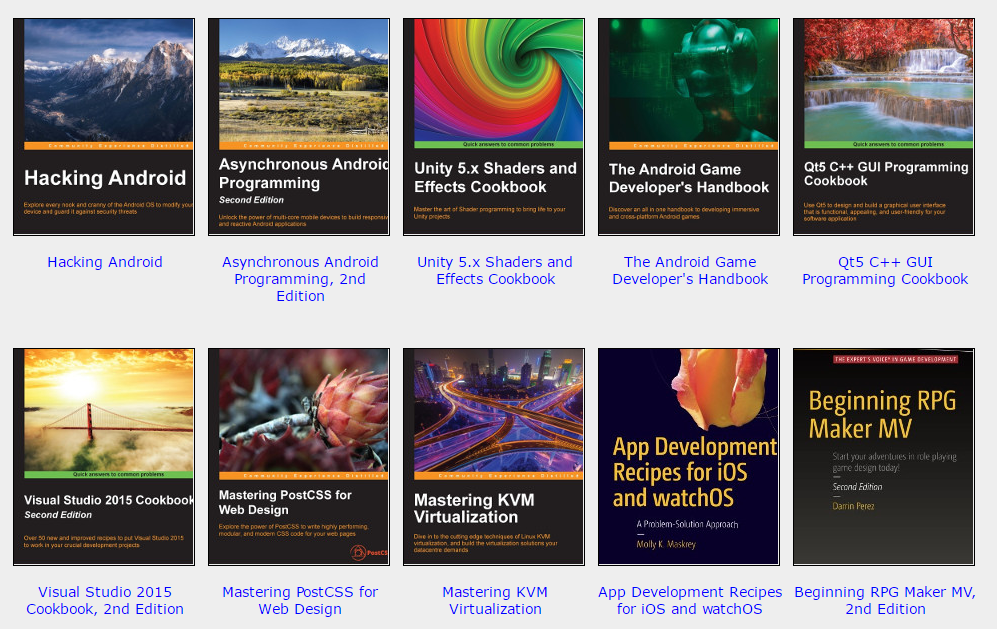 Community Experience Distilled
Hacking Android
Explore every nook and cranny of the Android OS to modify your
device and guard it against security threats
Hacking Android
Community Experience Distilled
Asynchronous Android
Programming
Second Edition
Unlock the power of multi-core mobile devices to build responsiv
and reactive Android applications
Asynchronous Android
Programming, 2nd
Edition
Quick answers to common problems
Unity 5.x Shaders and
Effects Cookbook
Master the art of Shader programming to bring life to your
Unity projects
Unity 5.x Shaders and
Effects Cookbook
Community Experience Distilled
The Android Game
Developer's Handbook
Discover an all in one handbook to developing immersive
and cross-platform Android games
The Android Game
Developer's Handbook
Quick answers to common problems
Qt5 C++ GUI Programming
Cookbook
Use Qt5 to design and build a graphical user interface
that is functional, appealing, and user-friendly for your
software application
Qt5 C++ GUI
Programming Cookbook
Quick answers to common problems
Visual Studio 2015 Cookbook
Second Edition
Over 50 new and improved recipes to put Visual Studio 2015
to work in your crucial development projects
Visual Studio 2015
Cookbook, 2nd Edition
Community Experience Distilled
Mastering PostCSS for
Web Design
Explore the power of PostCSS to write highly performing,
modular, and modern CSS code for your web pages
PostCS
Mastering PostCSS for
Web Design
Community Experience Distilled
Mastering KVM
Virtualization
Dive in to the cutting edge techniques of Linux KVM
virtualization, and build the virtualization solutions your
datacentre demands
Mastering KVM
Virtualization
App Development
Recipes for iOS
and watchOS
A Problem-Solution Approach
Molly K. Maskrey
App Development Recipes
for iOS and watchOS
THE EXPERT'S VOICE® IN GAME DEVELOPMENT
Beginning RPG
Maker MV
Start your adventures in role playing
game design today!
Second Edition
Darrin Perez
Beginning RPG Maker MV,
2nd Edition